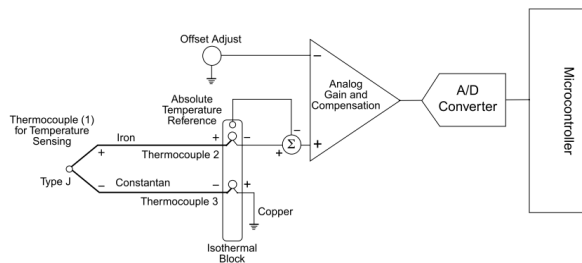 Offset Adjust
−
Analog
Gain and
Compensation
A/D
Converter
Microcontroller
Absolute
Temperature
Reference
Thermocouple (1)
for Temperature
Sensing
Iron
+
+
−
−
+
Σ
+
Thermocouple 2
Type J
−
Constantan
−
+
Thermocouple 3
Copper
Isothermal
Block